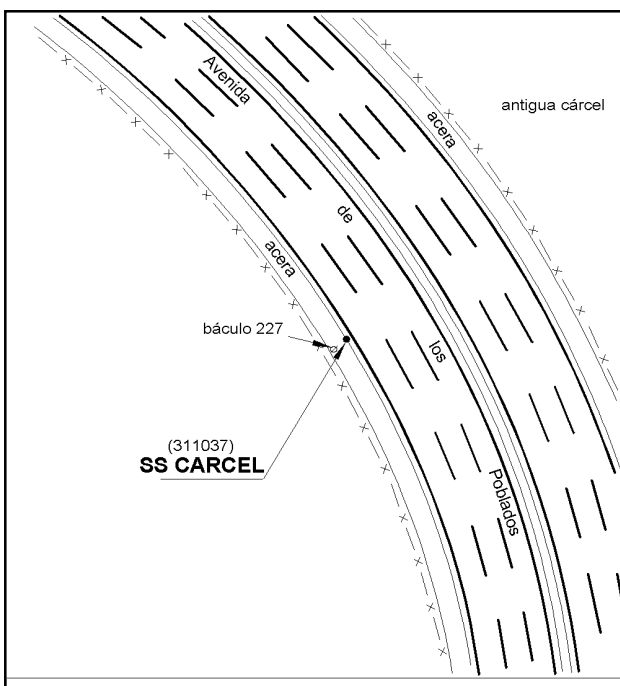 antigua cárcel
acera
Avenida
de
los
Poblados
acera
báculo 227
(311037)
SS CARCEL